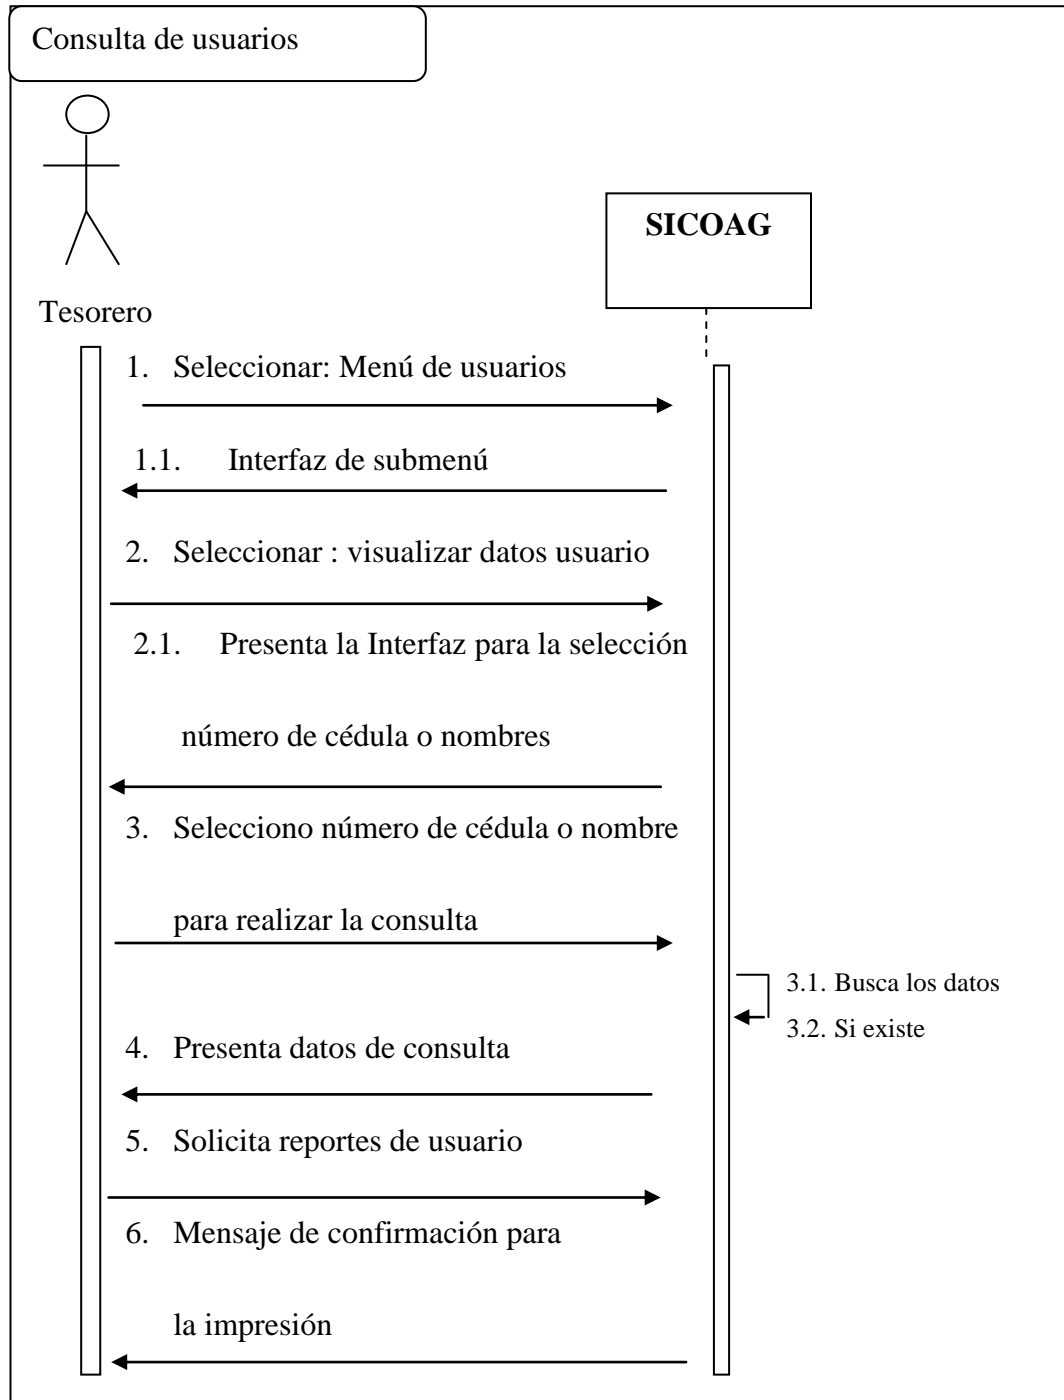 Consulta de usuarios
SICOAG
Tesorero
1. Seleccionar: Menú de usuarios
1.1. Interfaz de submenú
2. Seleccionar : visualizar datos usuario
2.1. Presenta la Interfaz para la selección
número de cédula o nombres
3. Selecciono número de cédula o nombre
para realizar la consulta
3.1. Busca los datos
3.2. Si existe
4. Presenta datos de consulta
5. Solicita reportes de usuario
6. Mensaje de confirmación para
la impresión